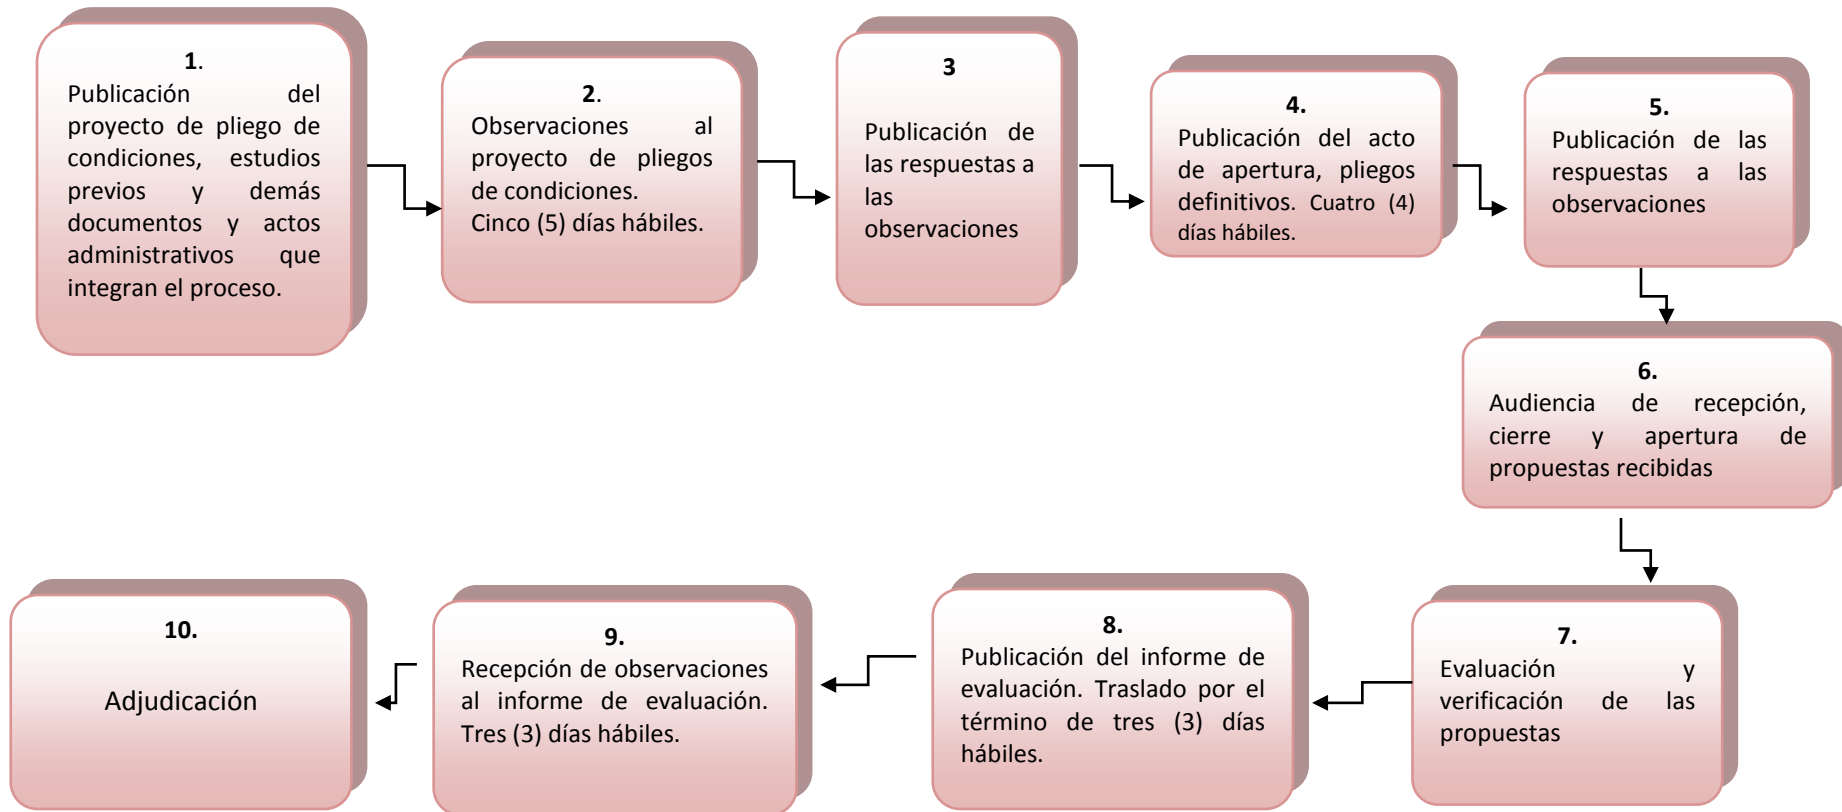 1.
Publicación del
proyecto de pliego de
condiciones, estudios
previos y demás
documentos y actos
administrativos que
integran el proceso.
2.
Observaciones al
proyecto de pliegos
de condiciones.
Cinco (5) días hábiles.
3
Publicación de
las respuestas a
las
observaciones
4.
Publicación del acto
de apertura, pliegos
definitivos. Cuatro (4)
días hábiles.
5.
Publicación de las
respuestas a las
observaciones
6.
Audiencia de recepción,
cierre y apertura de
propuestas recibidas
7.
Evaluación y
verificación de las
propuestas
8.
Publicación del informe de
evaluación. Traslado por el
término de tres (3) días
hábiles.
9.
Recepción de observaciones
al informe de evaluación.
Tres (3) días hábiles.
10.
Adjudicación